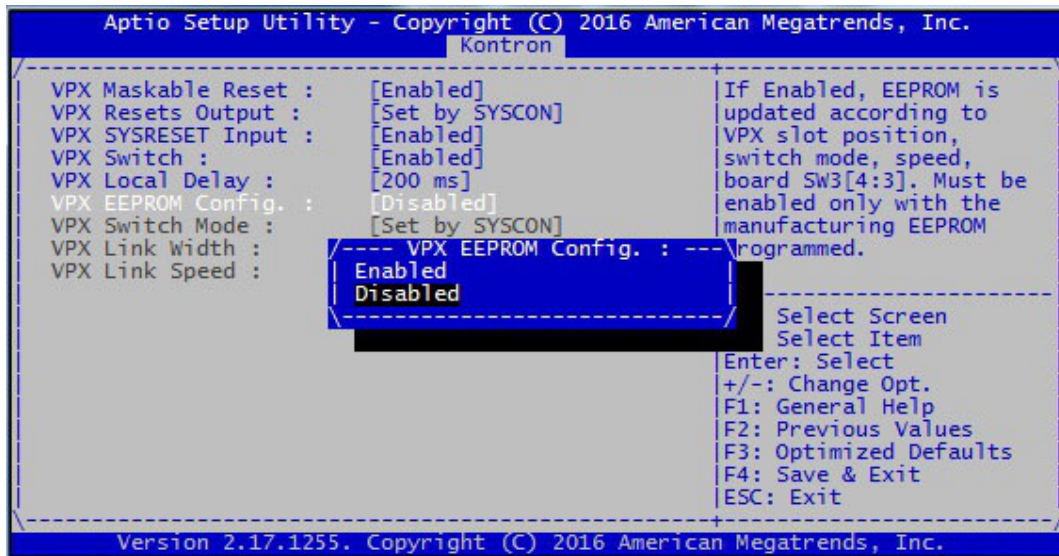 Aptio Setup Utility - Copyright (C) 2016 American Megatrends, Inc.
Kontron
VPX Maskable Reset : [Enabled]
VPX Resets Output : [Set by SYSCON]
VPX SYSRESET Input : [Enabled]
VPX Switch : [Enabled]
VPX Local Delay : [200 ms]
VPX EEPROM Config. : [Disabled]
VPX Switch Mode : [Set by SYSCON]
VPX Link Width :
VPX Link Speed :
VPX EEPROM Config. :
Enabled
Disabled
If Enabled, EEPROM is
updated according to
VPX slot position,
switch mode, speed,
board SW3[4:3]. Must be
enabled only with the
manufacturing EEPROM
rogrammed.
Select Screen
Select Item
Enter: Select
+/-: Change Opt.
F1: General Help
F2: Previous Values
F3: Optimized Defaults
F4: Save & Exit
ESC: Exit
Version 2.17.1255. Copyright (C) 2016 American Megatrends, Inc.